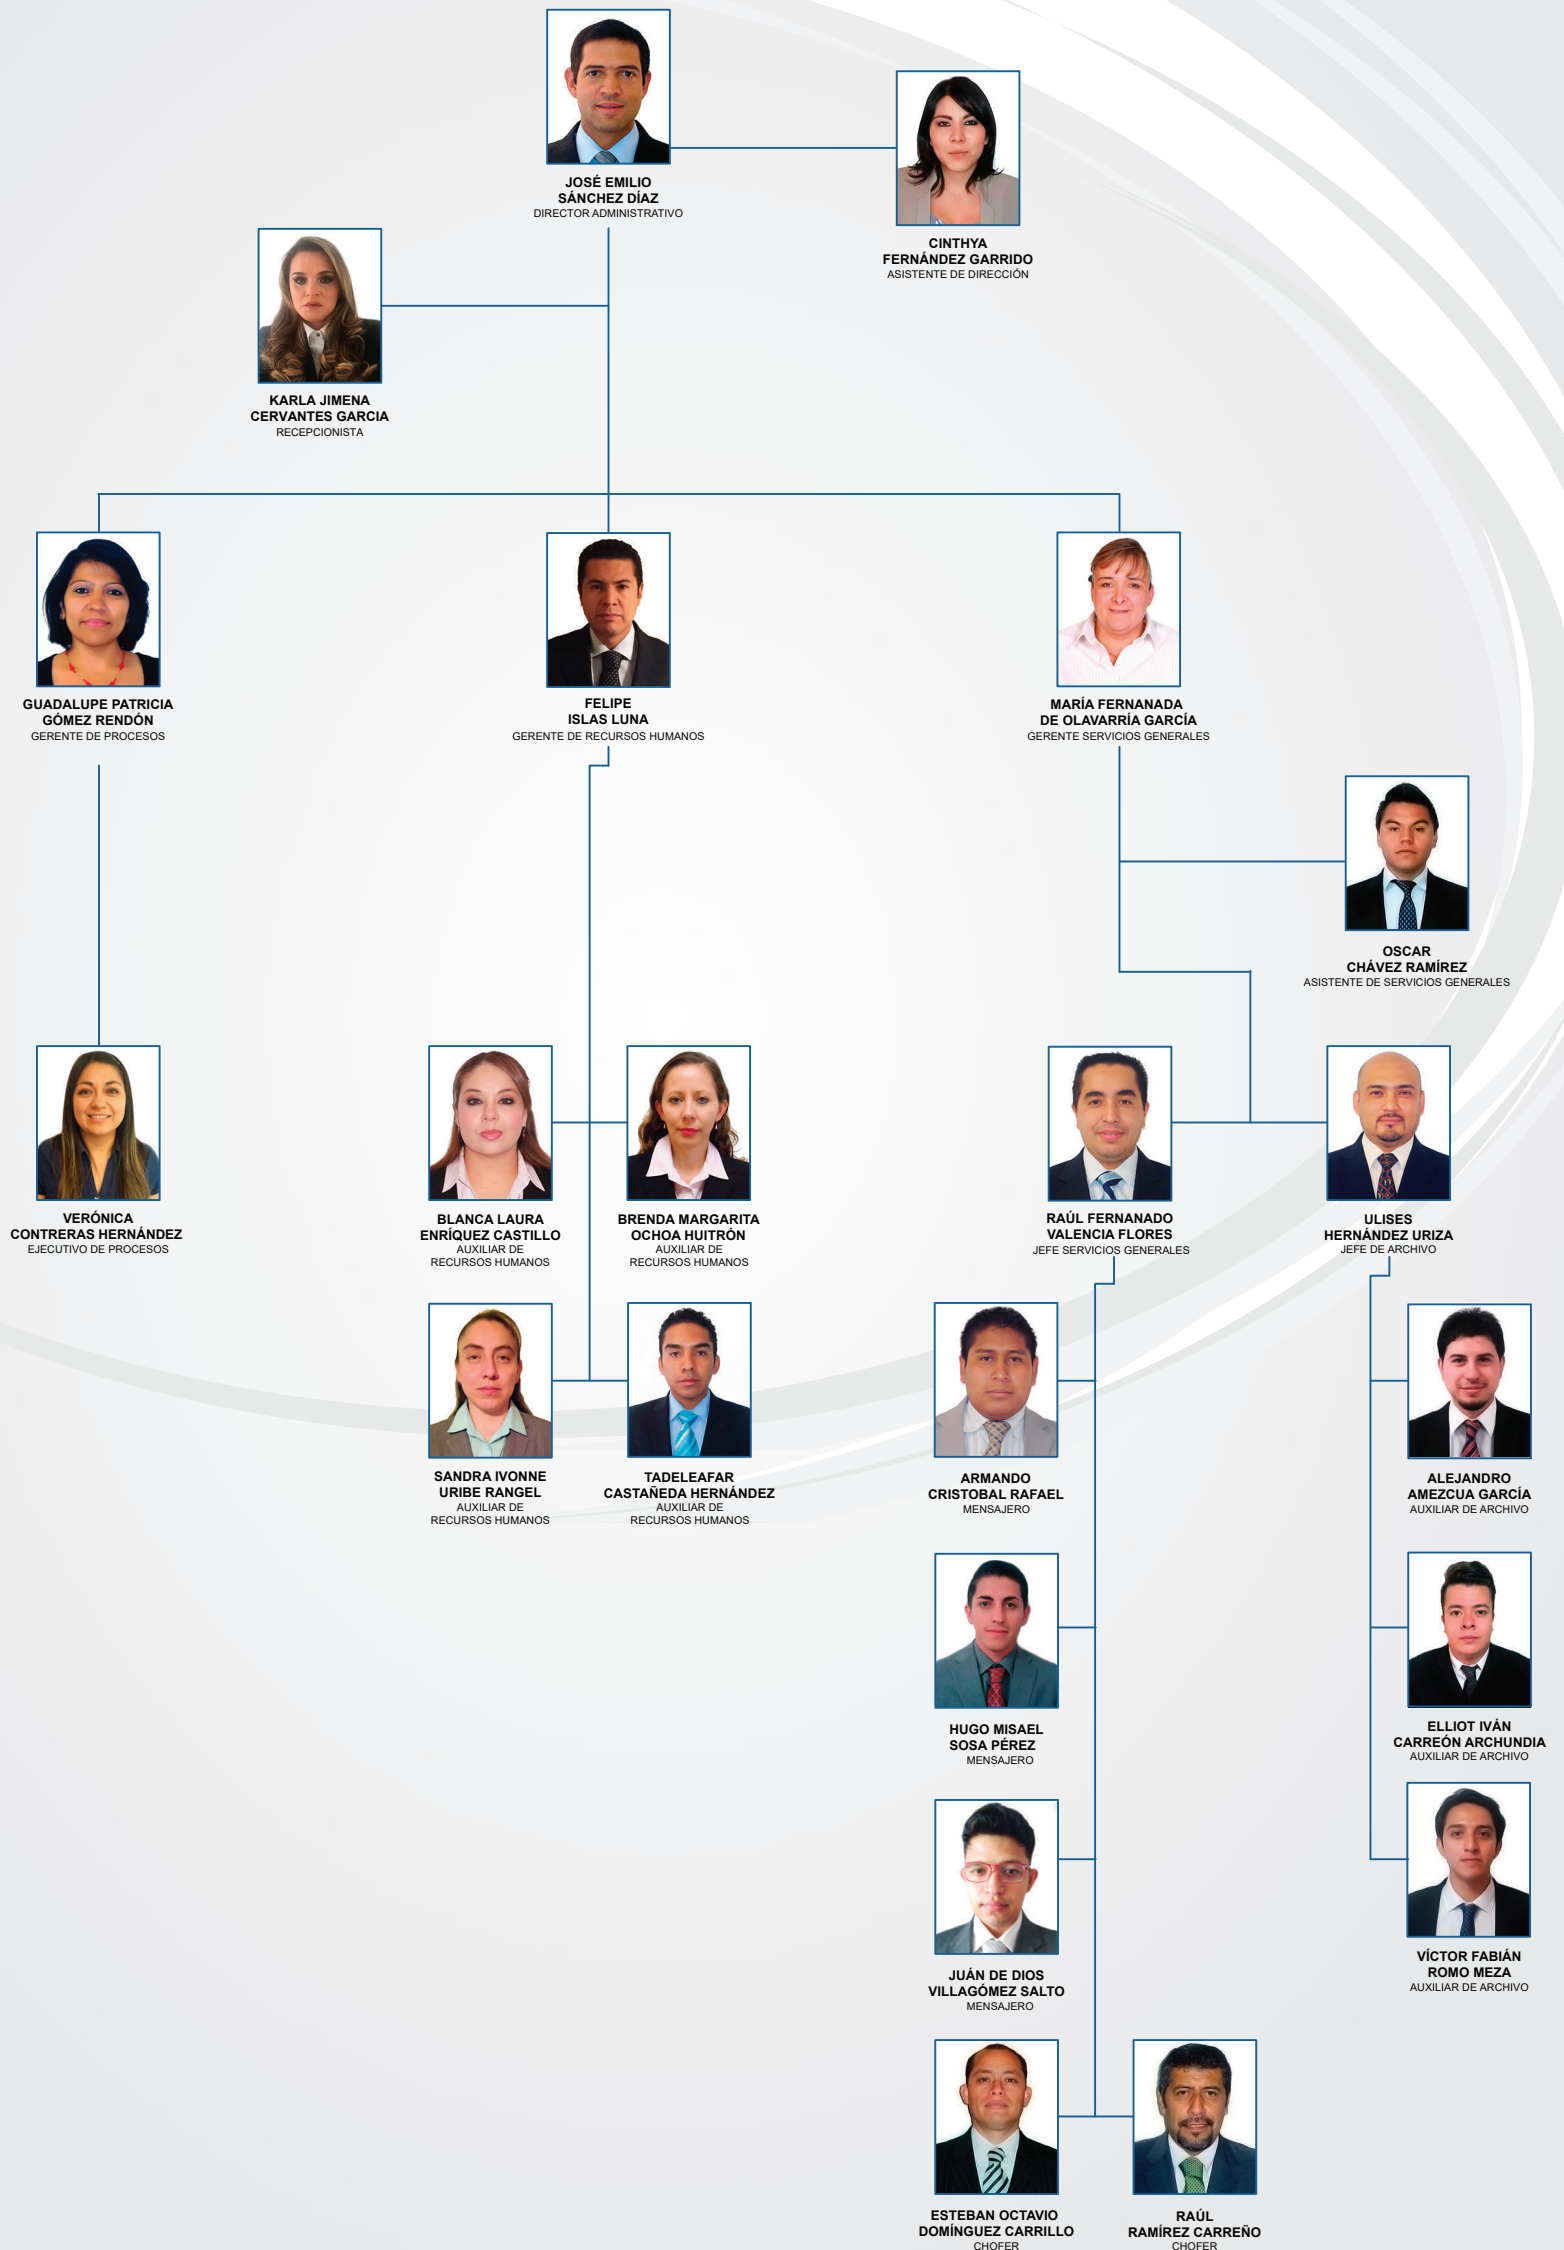 JOSÉ EMILIO
SÁNCHEZ DÍAZ
DIRECTOR ADMINISTRATIVO
CINTHYA
FERNÁNDEZ GARRIDO
ASISTENTE DE DIRECCIÓN
KARLA JIMENA
CERVANTES GARCIA
RECEPCIONISTA
GUADALUPE PATRICIA
GÓMEZ RENDÓN
GERENTE DE PROCESOS
FELIPE
ISLAS LUNA
GERENTE DE RECURSOS HUMANOS
MARÍA FERNANADA
DE OLAVARRÍA GARCÍA
GERENTE SERVICIOS GENERALES
OSCAR
CHÁVEZ RAMÍREZ
ASISTENTE DE SERVICIOS GENERALES
VERÓNICA
CONTRERAS HERNÁNDEZ
EJECUTIVO DE PROCESOS
BLANCA LAURA
ENRÍQUEZ CASTILLO
AUXILIAR DE
RECURSOS HUMANOS
BRENDA MARGARITA
OCHOA HUITRÓN
AUXILIAR DE
RECURSOS HUMANOS
RAÚL FERNANADO
VALENCIA FLORES
JEFE SERVICIOS GENERALES
ULISES
HERNÁNDEZ URIZA
JEFE DE ARCHIVO
SANDRA IVONNE
URIBE RANGEL
AUXILIAR DE
RECURSOS HUMANOS
TADELEAFAR
CASTAÑEDA HERNÁNDEZ
AUXILIAR DE
RECURSOS HUMANOS
ARMANDO
CRISTOBAL RAFAEL
MENSAJERO
ALEJANDRO
AMEZCUA GARCÍA
AUXILIAR DE ARCHIVO
HUGO MISAEL
SOSA PÉREZ
MENSAJERO
ELLIOT IVÁN
CARREÓN ARCHUNDIA
AUXILIAR DE ARCHIVO
JUÁN DE DIOS
VILLAGÓMEZ SALTO
MENSAJERO
VÍCTOR FABIÁN
ROMO MEZA
AUXILIAR DE ARCHIVO
ESTEBAN OCTAVIO
DOMÍNGUEZ CARRILLO
CHOFER
RAÚL
RAMÍREZ CARREÑO
CHOFER